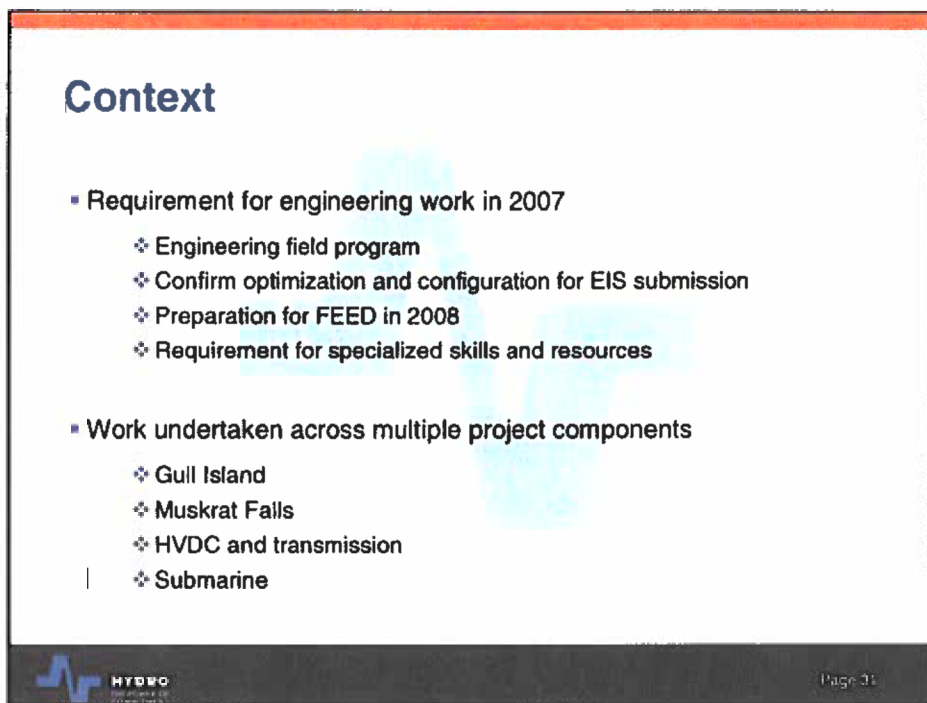 Context
Requirement for engineering work in 2007
Engineering field program
Confirm optimization and configuration for EIS submission
Preparation for FEED in 2008
Requirement for specialized skills and resources
Work undertaken across multiple project components
Gull Island
Muskrat Falls
HVDC and transmission
Submarine
HYDRO
Page 31